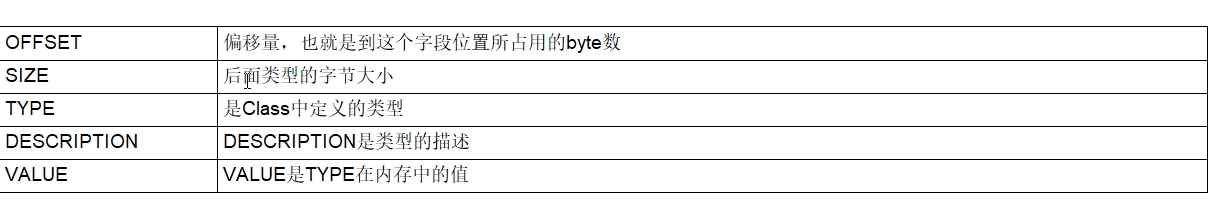 OFFSET 偏移量，也就是到这个字段位置所占用的byte数
SIZE 后面类型的字节大小
TYPE 是Class中定义的类型
DESCRIPTION DESCRIPTION是类型的描述
VALUE VALUE是TYPE在内存中的值